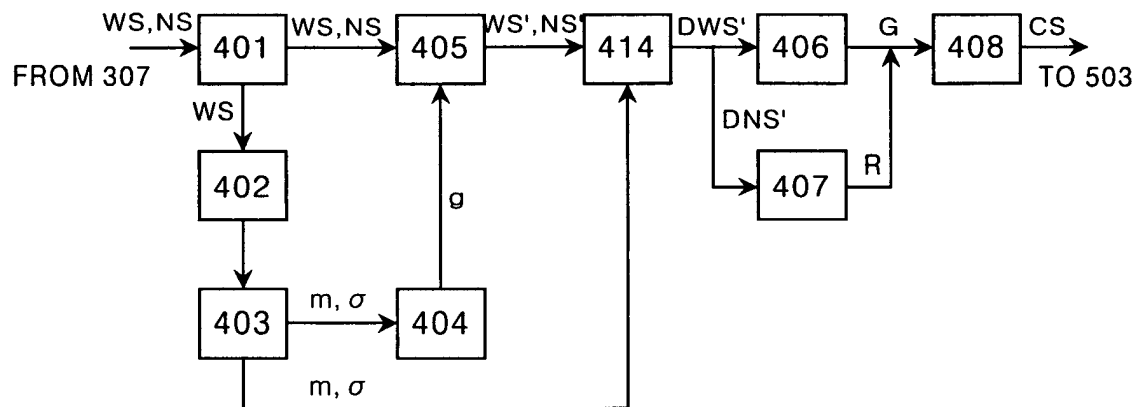 WS,NS
401
WS,NS
405
WS',NS'
414
DWS'
406
G
408
CS
FROM 307
TO 503
WS
DNS'
402
g
R
407
403
m, σ
404
m, σ